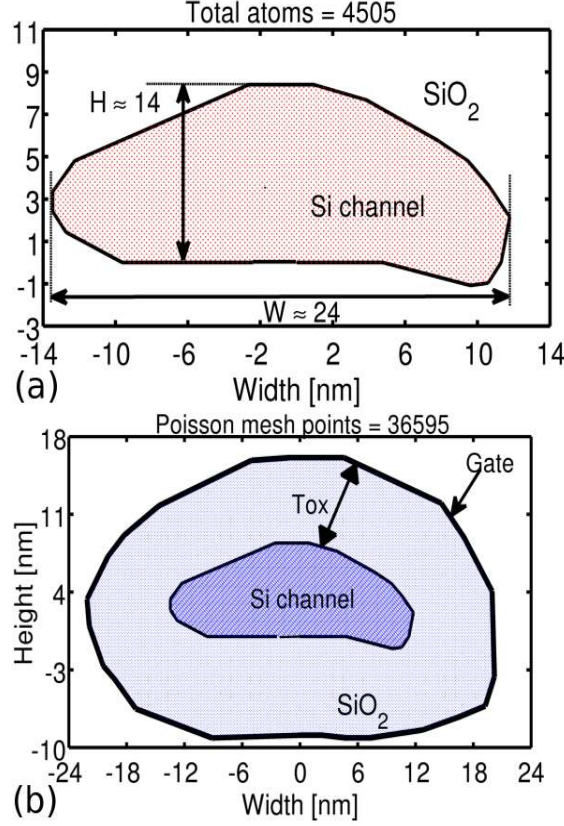 Total atoms = 4505
11
9
7
5
3
1
-1
-3
H ≈ 14
SiO2
Si channel
W ≈ 24
-14 -10 -6 -2 2 6 10 14
(a)
Width [nm]
Poisson mesh points = 36595
18
11
4
-3
-10
Height [nm]
Gate
Tox
Si channel
SiO2
-24 -18 -12 -6 0 6 12 18 24
(b)
Width [nm]